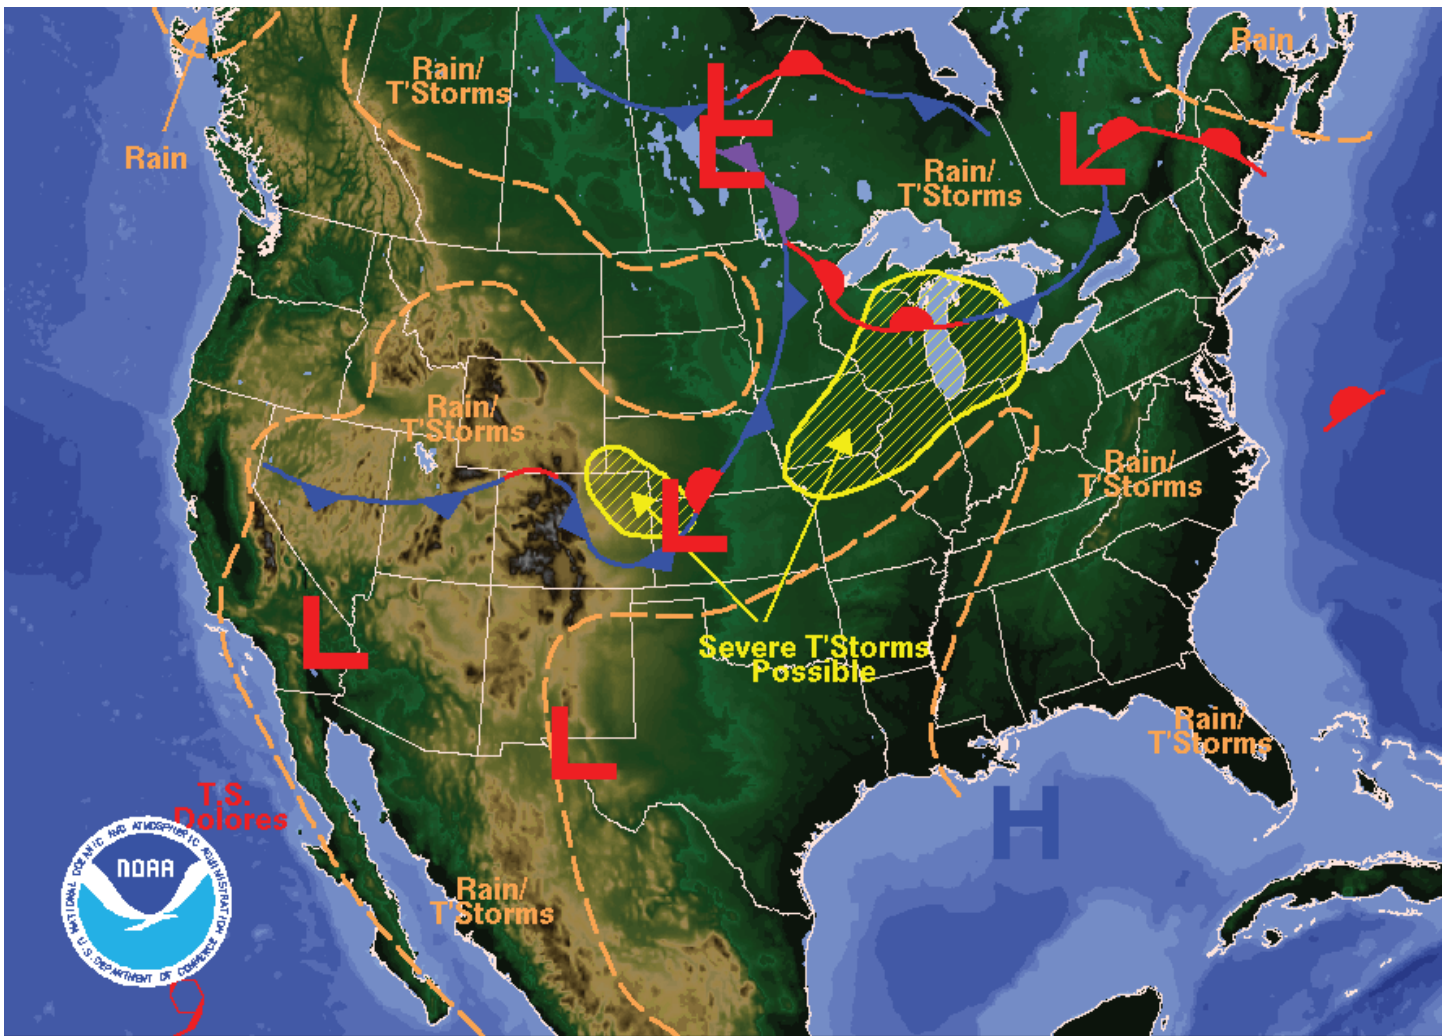 Rain
Rain/
T'Storms
L
L
L
Rain
Rain/
T'Storms
Rain/
T'Storms
Rain/
T'Storms
L
Severe T'Storms
Possible
L
L
Rain/
T'Storms
T.S.
Dolores
H
Rain/
T'Storms
NATIONAL OCEANIC AND ATMOSPHERIC ADMINISTRATION
NOAA
U.S. DEPARTMENT OF COMMERCE